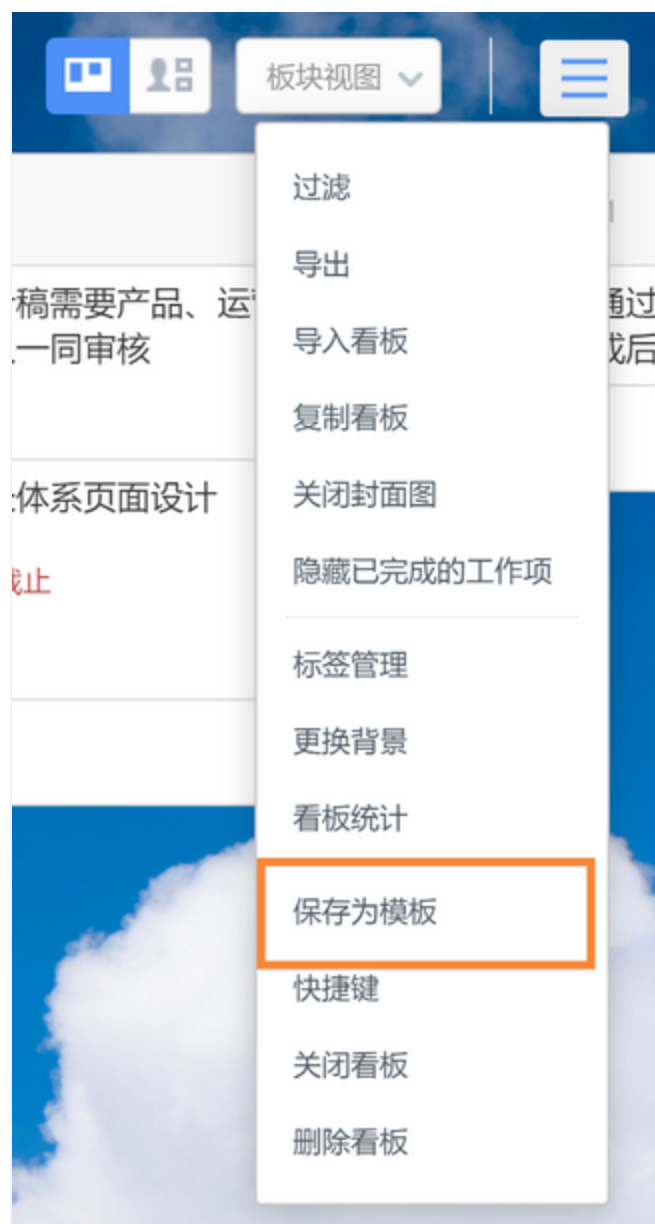 板块视图
过滤
导出
稿需要产品、运
通过
导入看板
一同审核
成后
复制看板
体系页面设计
关闭封面图
隐藏已完成的工作项
截止
标签管理
更换背景
看板统计
保存为模板
快捷键
关闭看板
删除看板